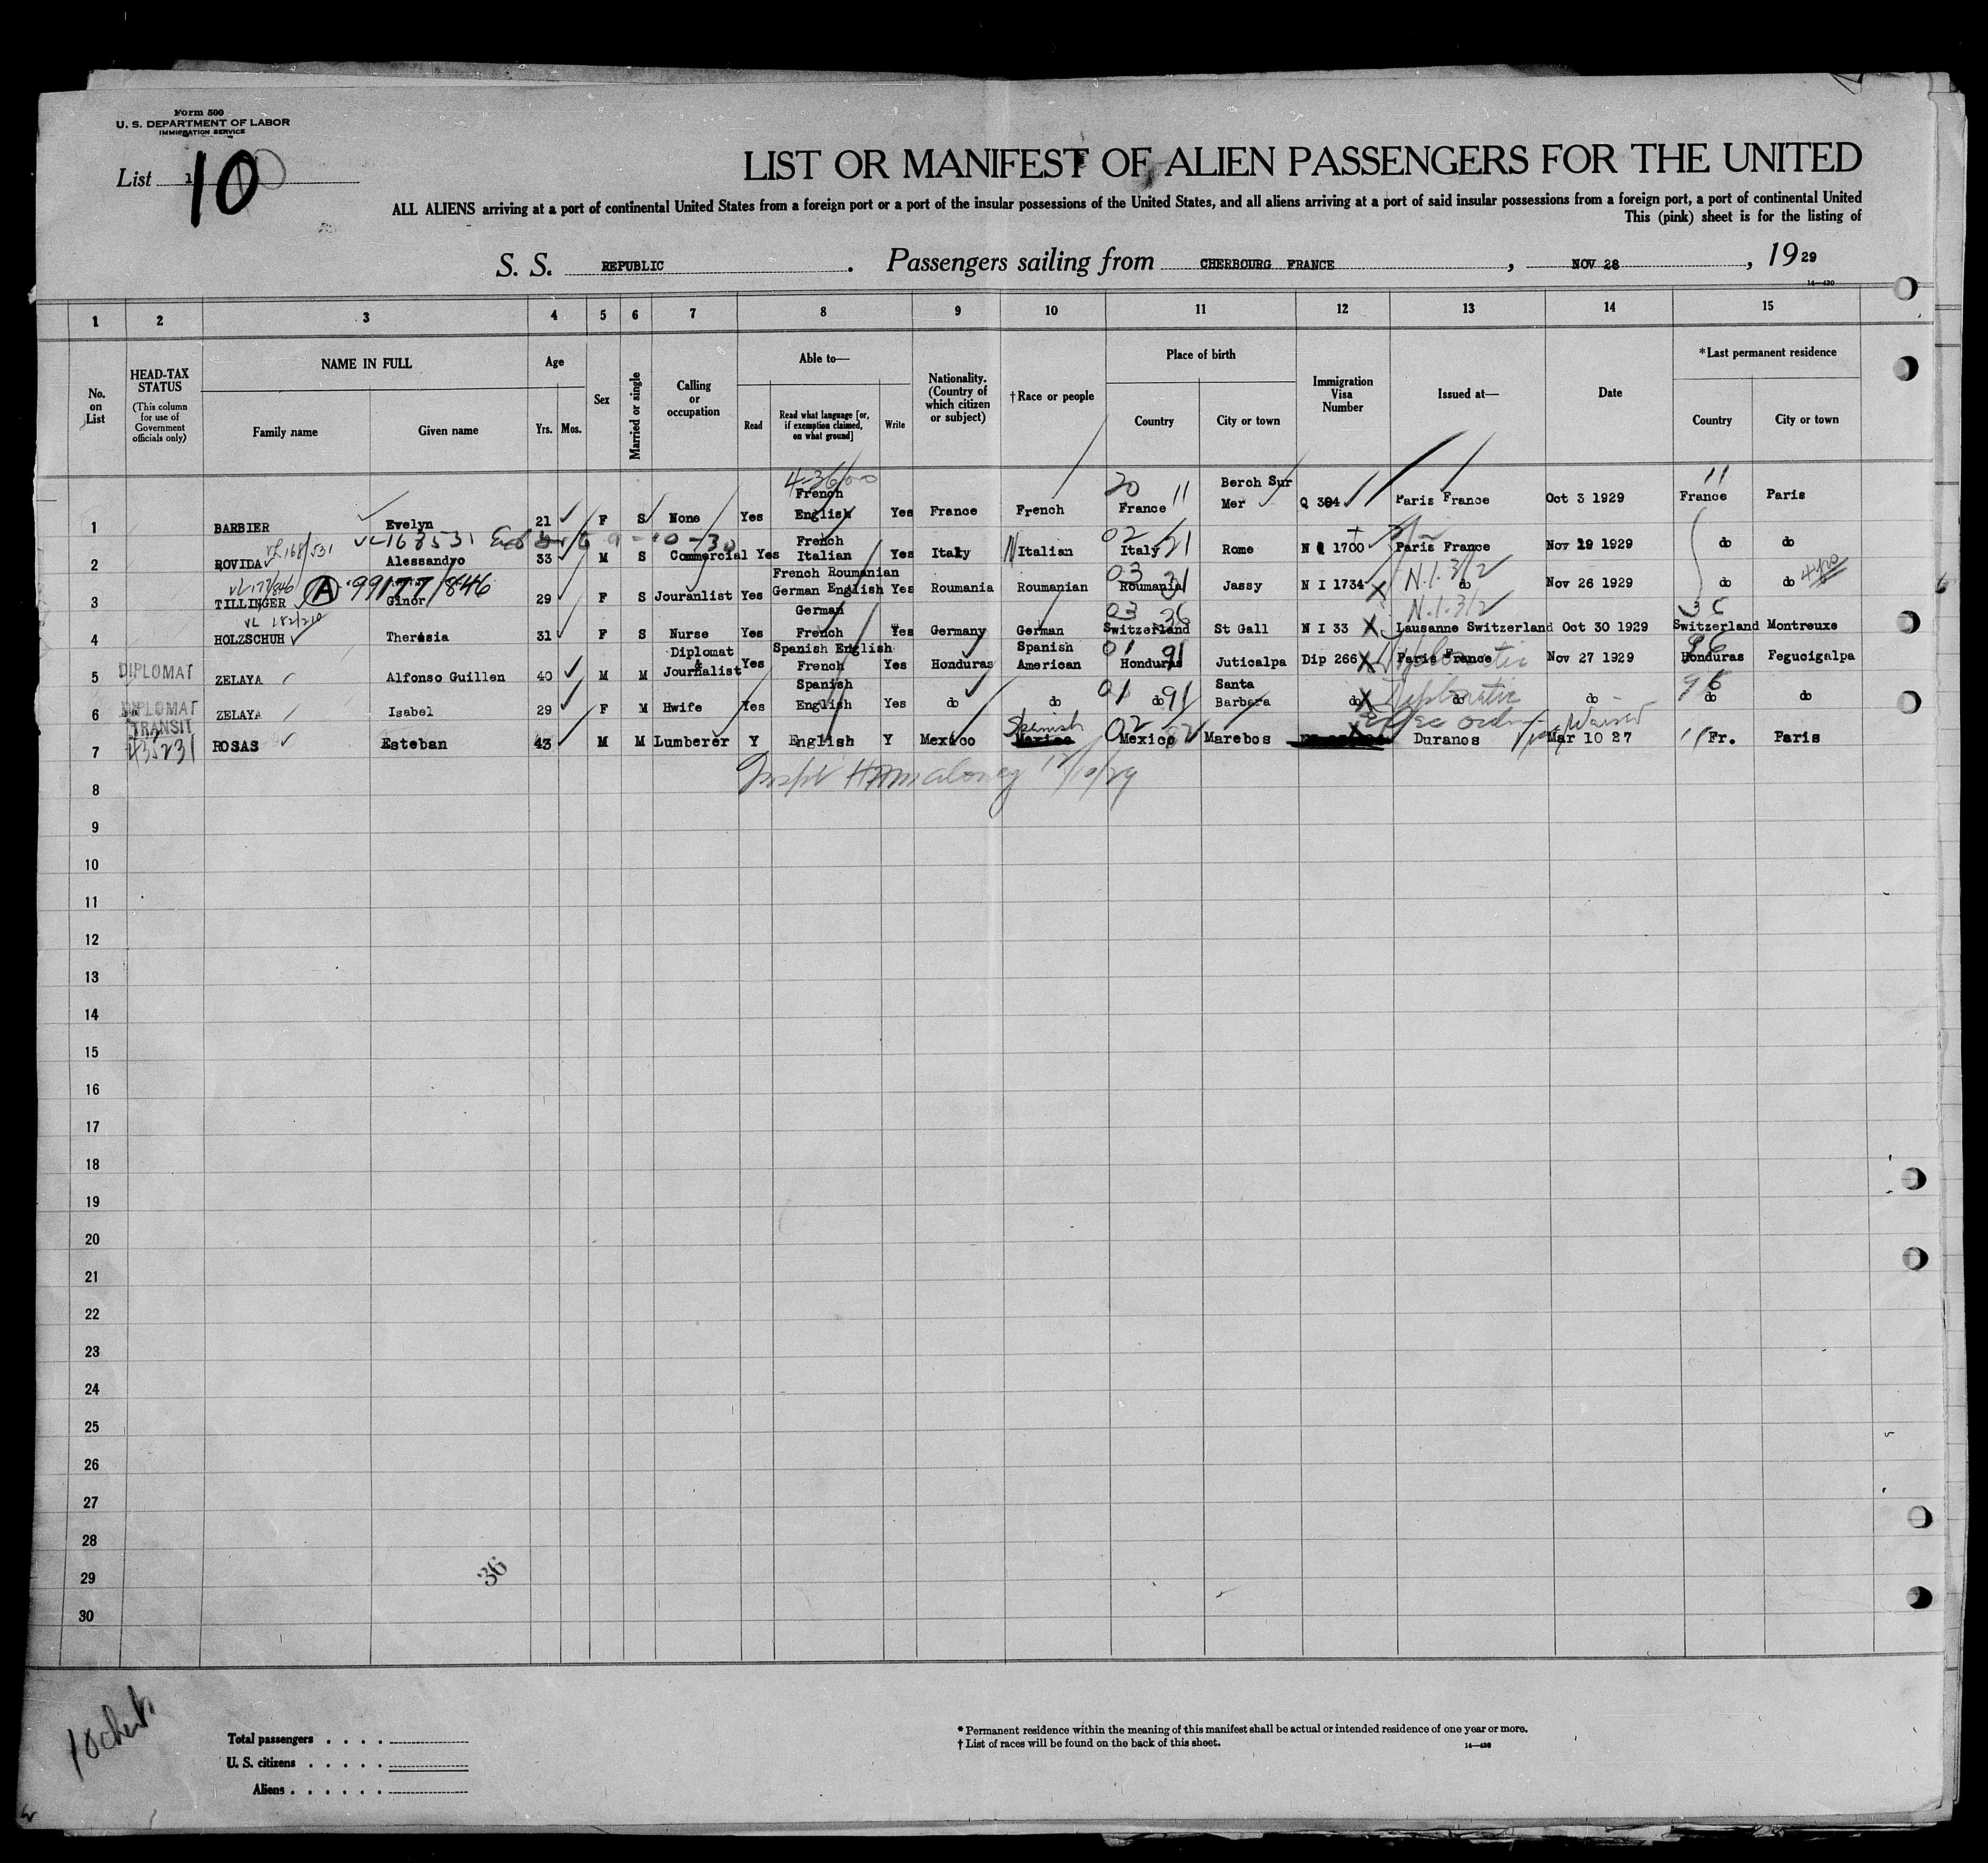 Form 500
U. S. DEPARTMENT OF LABOR
IMMIGRATION SERVICE
List 10
LIST OR MANIFEST OF ALIEN PASSENGERS FOR THE UNITED
ALL ALIENS arriving at a port of continental United States from a foreign port or a port of the insular possessions of the United States, and all aliens arriving at a port of said insular possessions from a foreign port, a port of continental United
This (pink) sheet is for the listing of
S. S. REPUBLIC . Passengers sailing from CHERBOURG FRANCE , NOV 28 , 1929
14—430
1 2 3 4 5 6 7 8 9 10 11 12 13 14 15
No. on List
HEAD-TAX STATUS (This column for use of Government officials only)
NAME IN FULL
Family name Given name
Age
Yrs. Mos.
Sex
Married or single
Calling or occupation
Able to—
Read
Read what language [or, if exemption claimed, on what ground]
Write
Nationality. (Country of which citizen or subject)
†Race or people
Place of birth
Country City or town
Immigration Visa Number
Issued at—
Date
*Last permanent residence
Country City or town
1 BARBIER Evelyn 21 F S None Yes French English Yes France French France Berch Sur Mer Q 394 Paris France Oct 3 1929 France Paris
2 ROVIDA Alessandro 33 M S Commercial Yes French Italian Yes Italy Italian Italy Rome N I 1700 Paris France Nov 19 1929 do do
3 TILLINGER Ginor 29 F S Jouranlist Yes French Roumanian German English Yes Roumania Roumanian Roumania Jassy N I 1734 do Nov 26 1929 do do
4 HOLZSCHUH Therésia 31 F S Nurse Yes German French Yes Germany German Switzerland St Gall N I 33 Lausanne Switzerland Oct 30 1929 Switzerland Montreuxe
5 DIPLOMAT ZELAYA Alfonso Guillen 40 M M Diplomat & Journalist Yes Spanish English French Yes Honduras Spanish American Honduras Juticalpa Dip 266 Paris France Nov 27 1929 Honduras Fegucigalpa
6 DIPLOMAT ZELAYA Isabel 29 F M Hwife Yes Spanish English Yes do do do Santa Barbara do do do do do
7 TRANSIT ROSAS Esteban 43 M M Lumberer Y English Y Mexico Spanish Mexico Marebos Duranos Mar 10 27 Fr. Paris
8
9
10
11
12
13
14
15
16
17
18
19
20
21
22
23
24
25
26
27
28
29
30
36
Total passengers
U. S. citizens
Aliens
* Permanent residence within the meaning of this manifest shall be actual or intended residence of one year or more.
† List of races will be found on the back of this sheet.
14—430